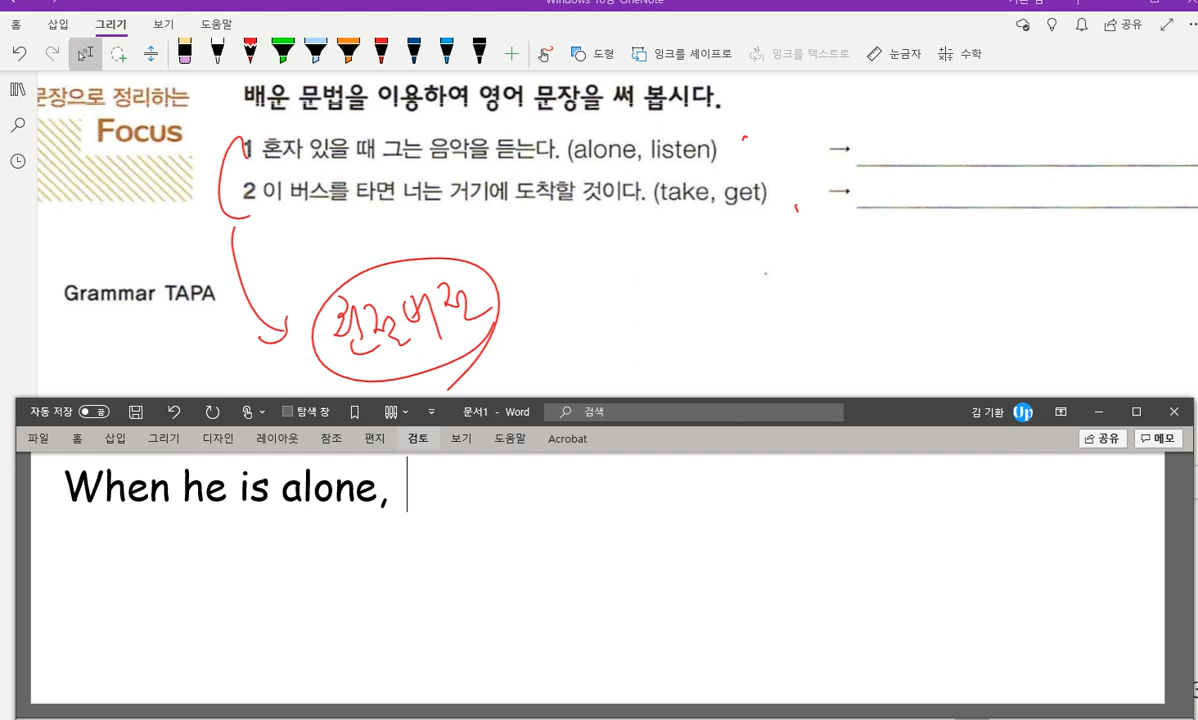 Windows 10용 OneNote
홈 삽입 그리기 보기 도움말
공유
도형 잉크를 셰이프로 잉크를 텍스트로 눈금자 수학
문장으로 정리하는
Focus
배운 문법을 이용하여 영어 문장을 써 봅시다.
1 혼자 있을 때 그는 음악을 듣는다. (alone, listen) →
2 이 버스를 타면 너는 거기에 도착할 것이다. (take, get) →
Grammar TAPA
자동 저장 끔 탐색 창 문서1 - Word 검색 김 기환 Up
파일 홈 삽입 그리기 디자인 레이아웃 참조 편지 검토 보기 도움말 Acrobat 공유 메모
When he is alone,